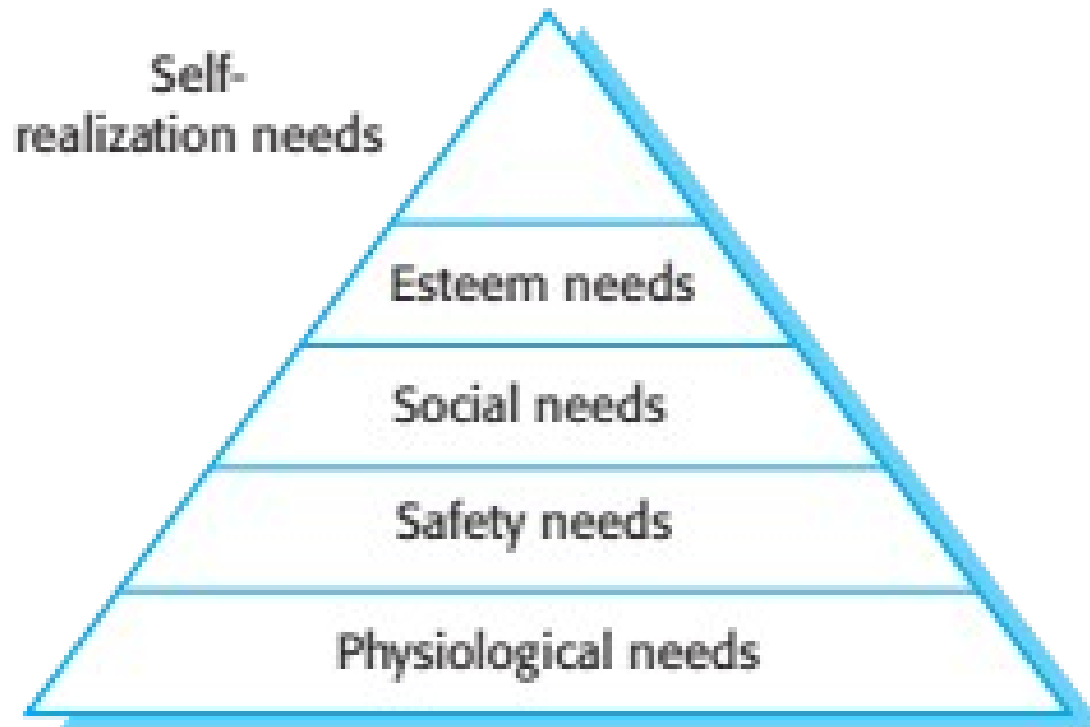 Self-
realization needs
Esteem needs
Social needs
Safety needs
Physiological needs